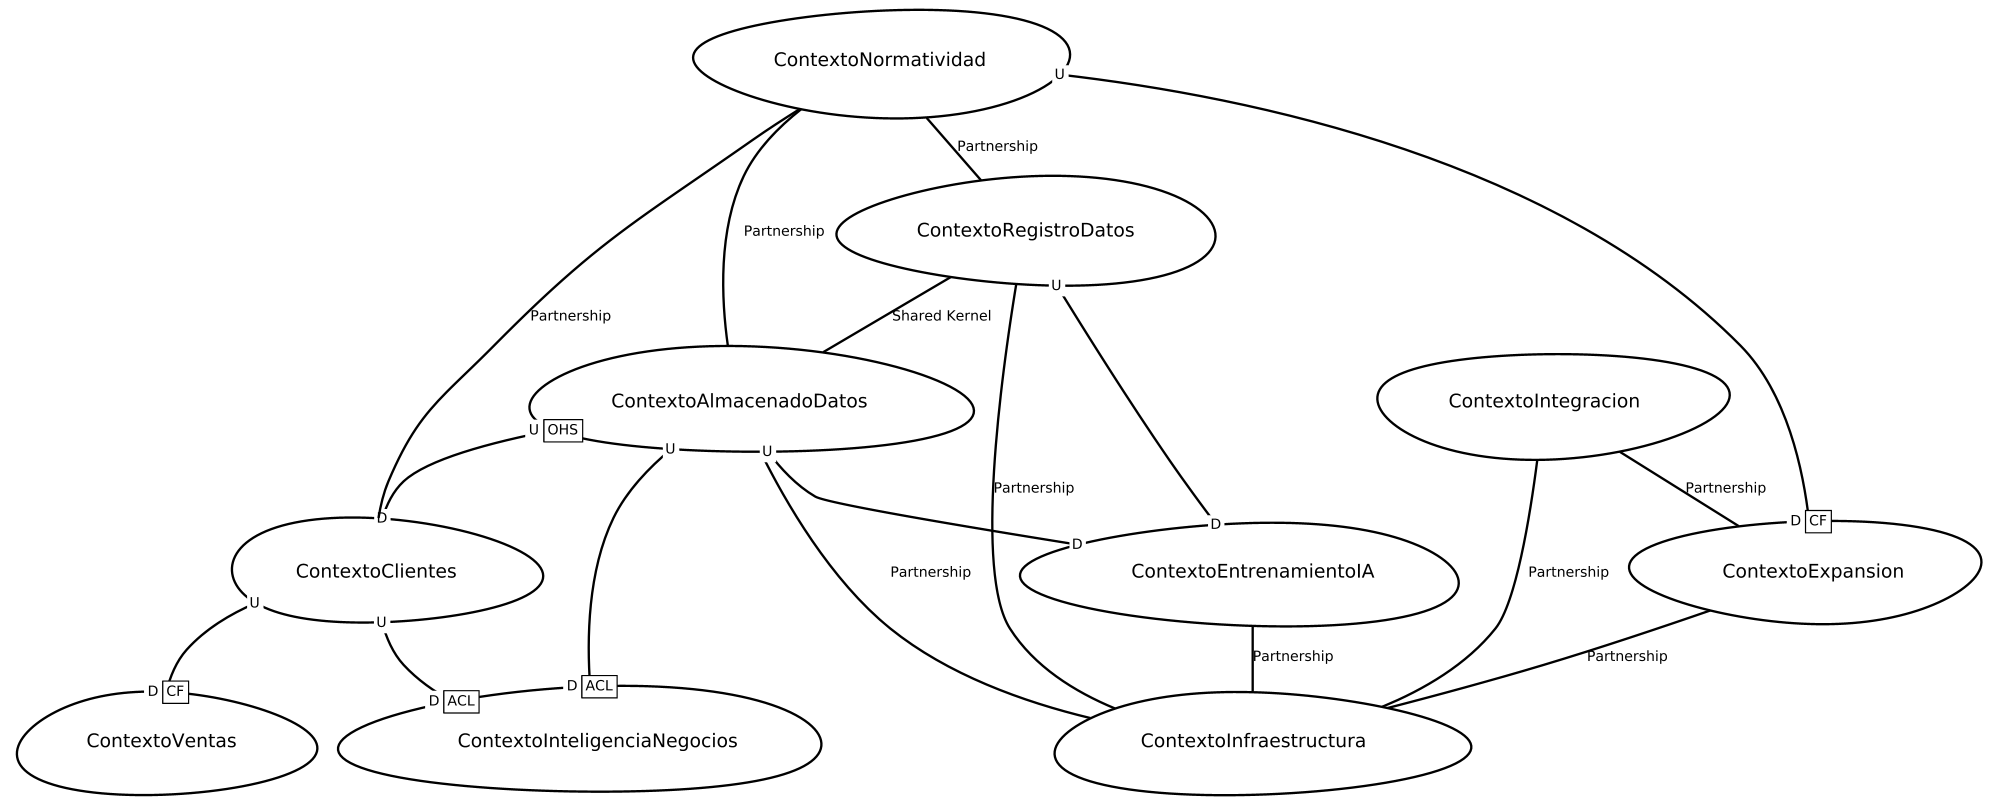 ContextoNormatividad
U
Partnership
ContextoRegistroDatos
Partnership
U
Partnership
Shared Kernel
ContextoAlmacenadoDatos
ContextoIntegracion
U OHS
U
U
Partnership
Partnership
D
D
D CF
D
ContextoClientes
Partnership
ContextoEntrenamientoIA
Partnership
ContextoExpansion
U
U
Partnership
Partnership
D CF
D ACL
D ACL
ContextoVentas
ContextoInteligenciaNegocios
ContextoInfraestructura